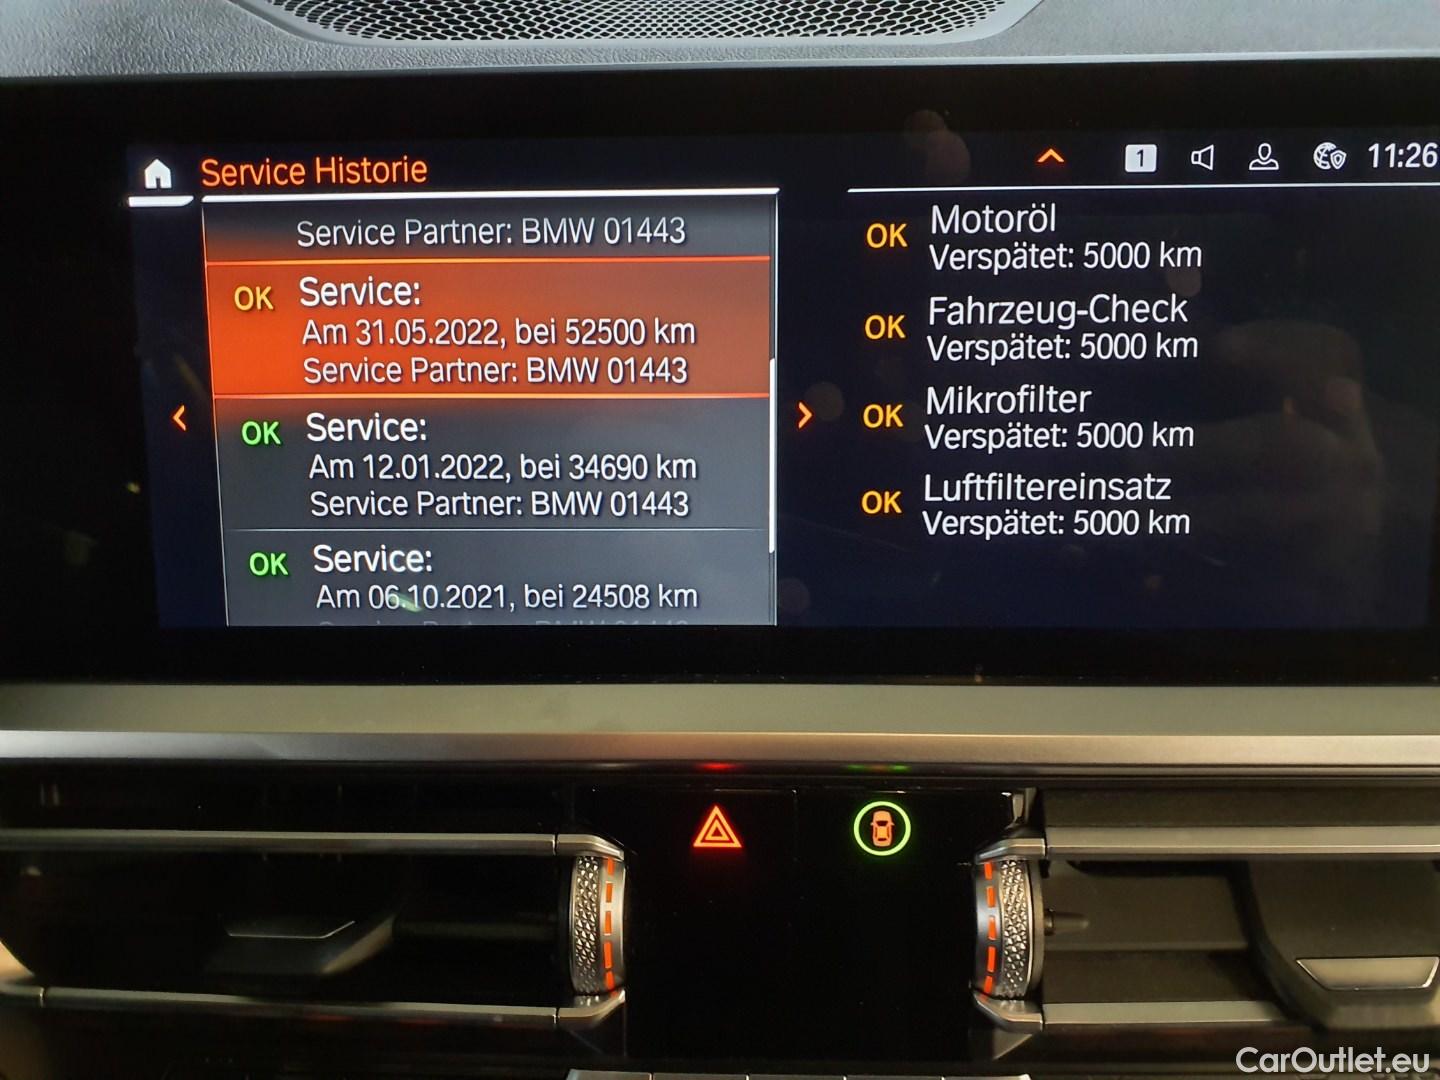 Service Historie
1
11:26
Service Partner: BMW 01443
OK Service:
Am 31.05.2022, bei 52500 km
Service Partner: BMW 01443
OK Service:
Am 12.01.2022, bei 34690 km
Service Partner: BMW 01443
OK Service:
Am 06.10.2021, bei 24508 km
OK Motoröl
Verspätet: 5000 km
OK Fahrzeug-Check
Verspätet: 5000 km
OK Mikrofilter
Verspätet: 5000 km
OK Luftfiltereinsatz
Verspätet: 5000 km
CarOutlet.eu